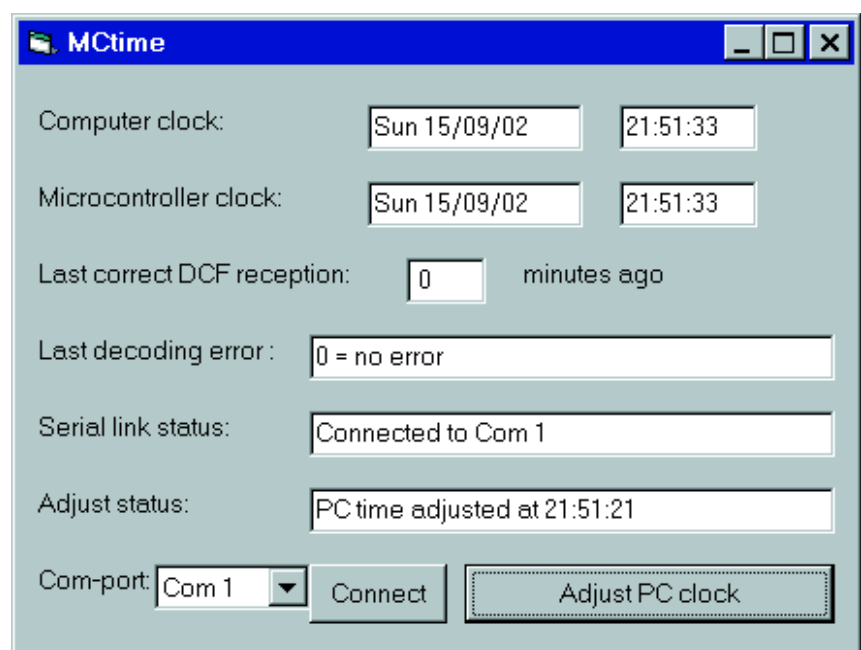 MCtime
Computer clock: Sun 15/09/02 21:51:33
Microcontroller clock: Sun 15/09/02 21:51:33
Last correct DCF reception: 0 minutes ago
Last decoding error : 0 = no error
Serial link status: Connected to Com 1
Adjust status: PC time adjusted at 21:51:21
Com-port: Com 1 Connect Adjust PC clock